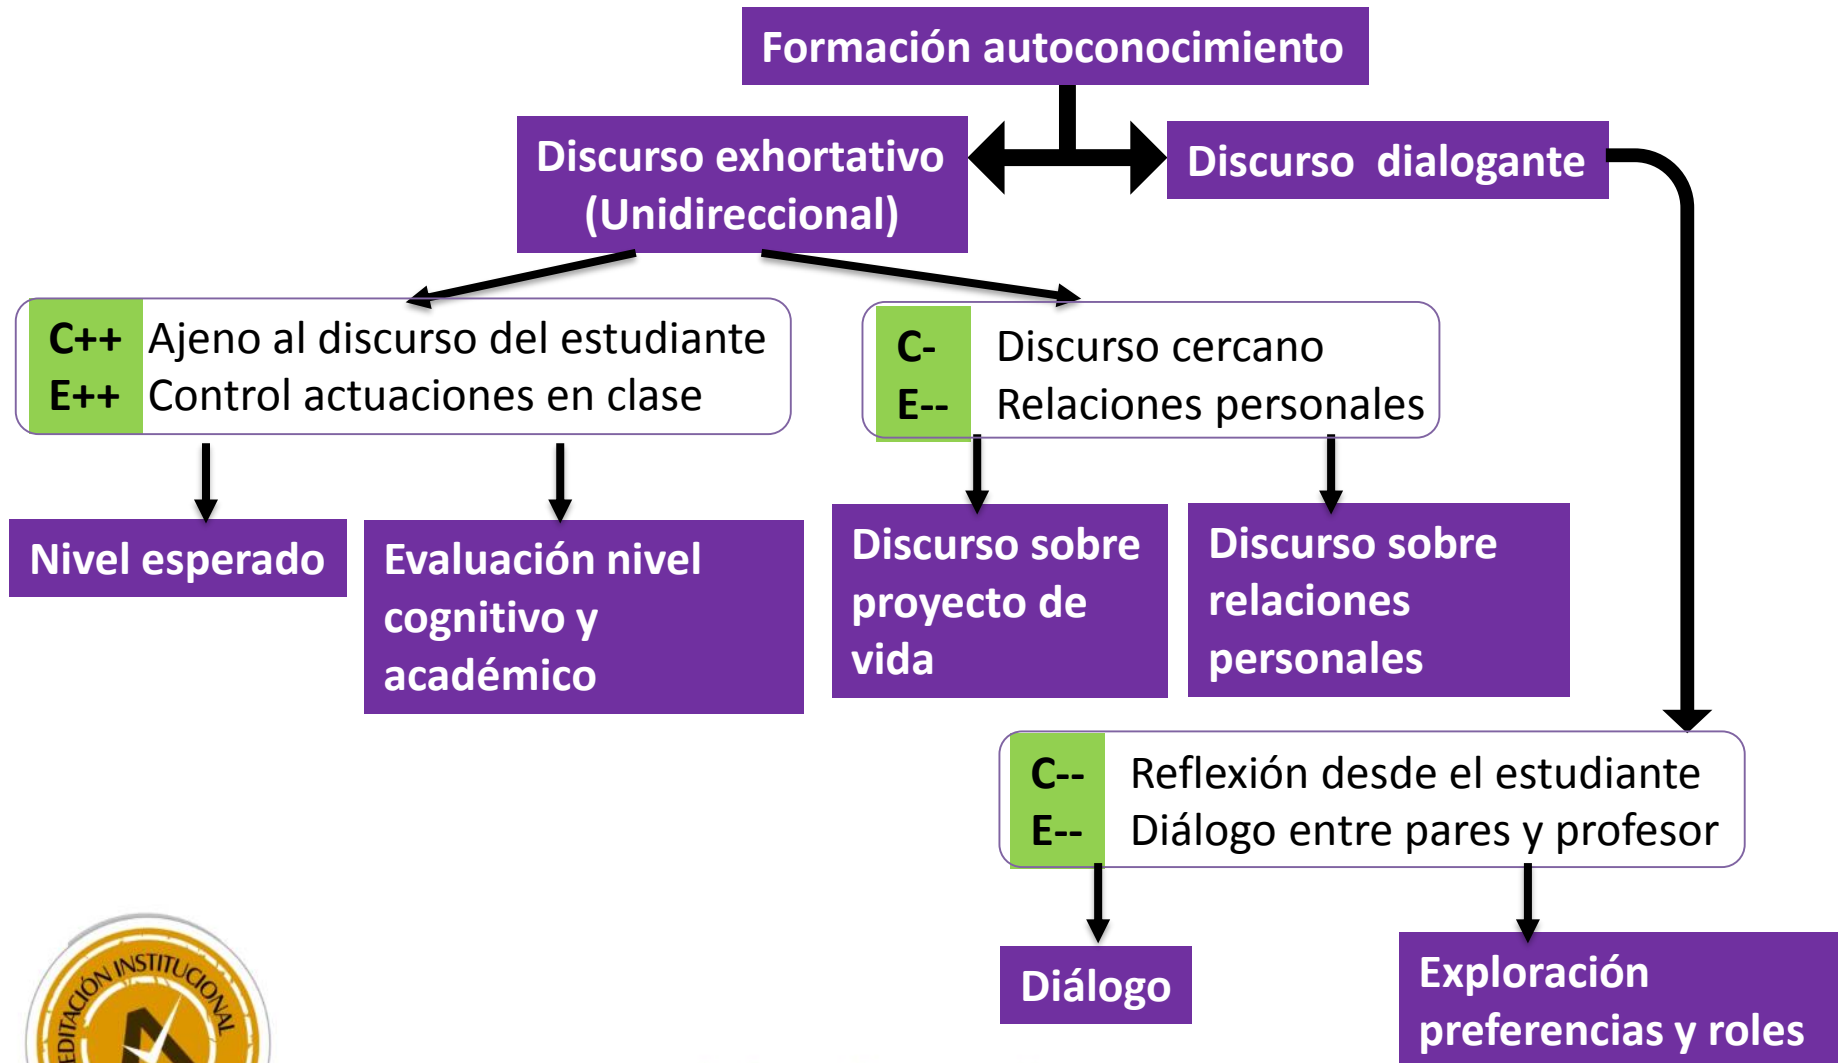 Formación autoconocimiento
Discurso exhortativo
(Unidireccional)
Discurso dialogante
C++ Ajeno al discurso del estudiante
E++ Control actuaciones en clase
C- Discurso cercano
E-- Relaciones personales
Nivel esperado
Evaluación nivel
cognitivo y
académico
Discurso sobre
proyecto de
vida
Discurso sobre
relaciones
personales
C-- Reflexión desde el estudiante
E-- Diálogo entre pares y profesor
Diálogo
Exploración
preferencias y roles
INSTITUCIONAL